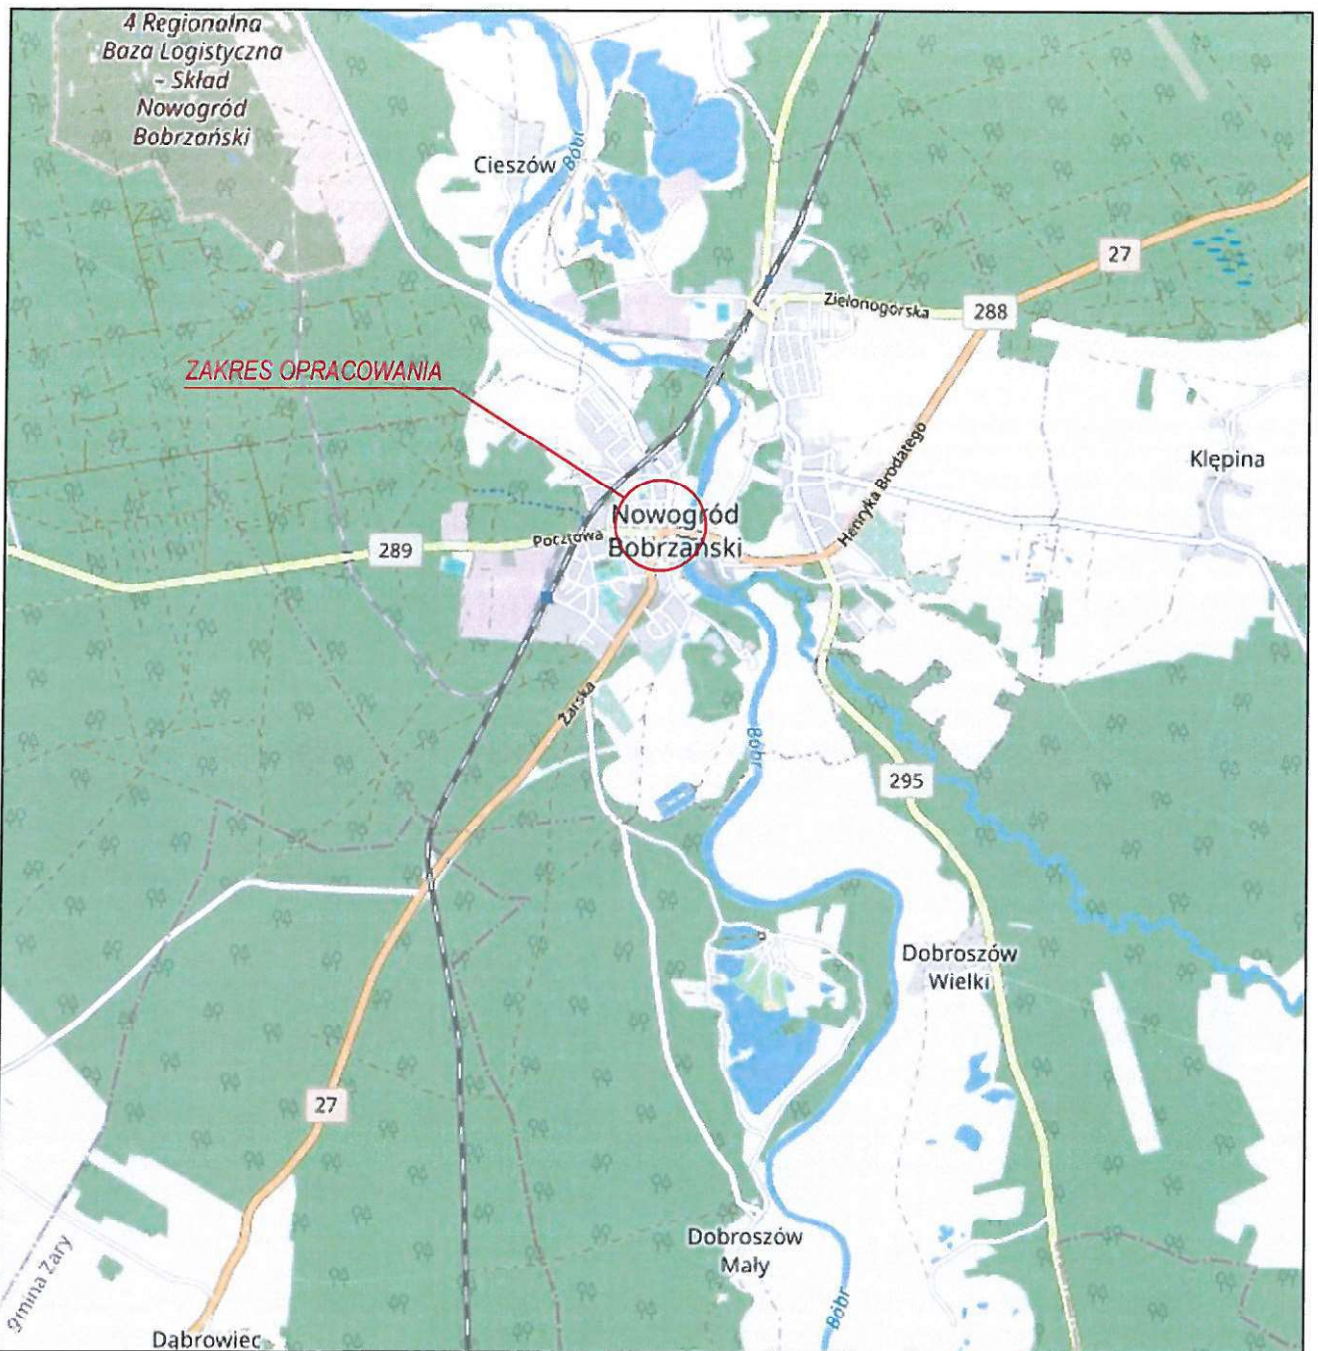 4 Regionalna
Baza Logistyczna
- Skład
Nowogród
Bobrzański
Cieszów
Bóbr
27
Zielonogórska
288
ZAKRES OPRACOWANIA
Henryka Brodatego
Klępina
Nowogród
Bobrzański
Pocztowa
289
Żarska
Bóbr
295
Dobroszów
Wielki
27
Dobroszów
Mały
gmina Żary
Bóbr
Dąbrowiec